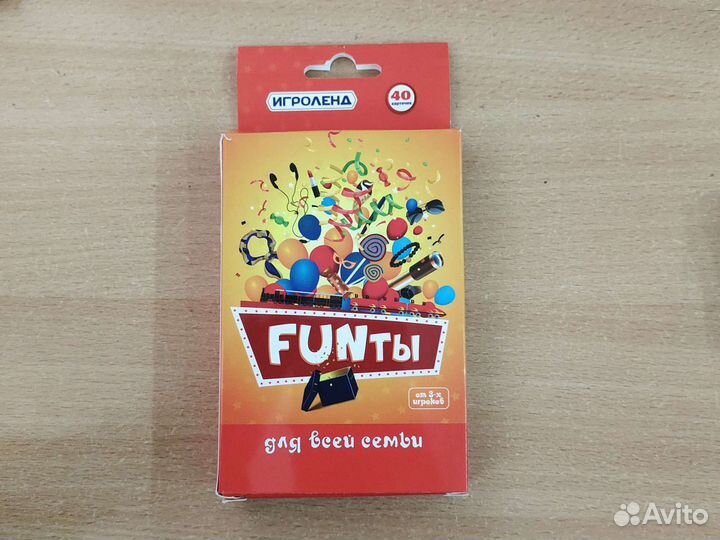 ИГРОЛЕНД
40
карточек
FUNты
от 3-х
игроков
для всей семьи
Avito